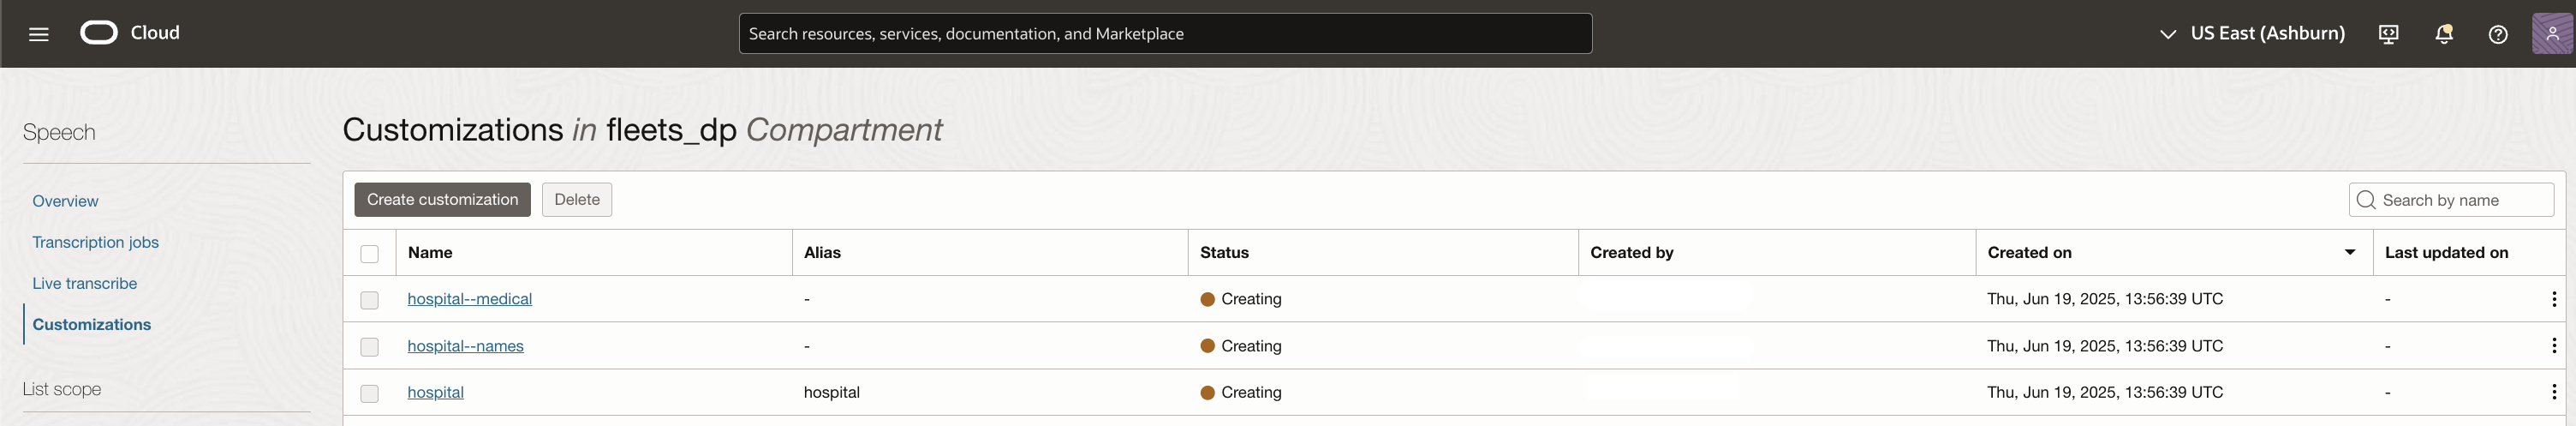 Cloud
Search resources, services, documentation, and Marketplace
US East (Ashburn)
Speech
Overview
Transcription jobs
Live transcribe
Customizations
List scope
Customizations in fleets_dp Compartment
Create customization Delete Search by name
Name Alias Status Created by Created on Last updated on
hospital--medical - Creating Thu, Jun 19, 2025, 13:56:39 UTC -
hospital--names - Creating Thu, Jun 19, 2025, 13:56:39 UTC -
hospital hospital Creating Thu, Jun 19, 2025, 13:56:39 UTC -